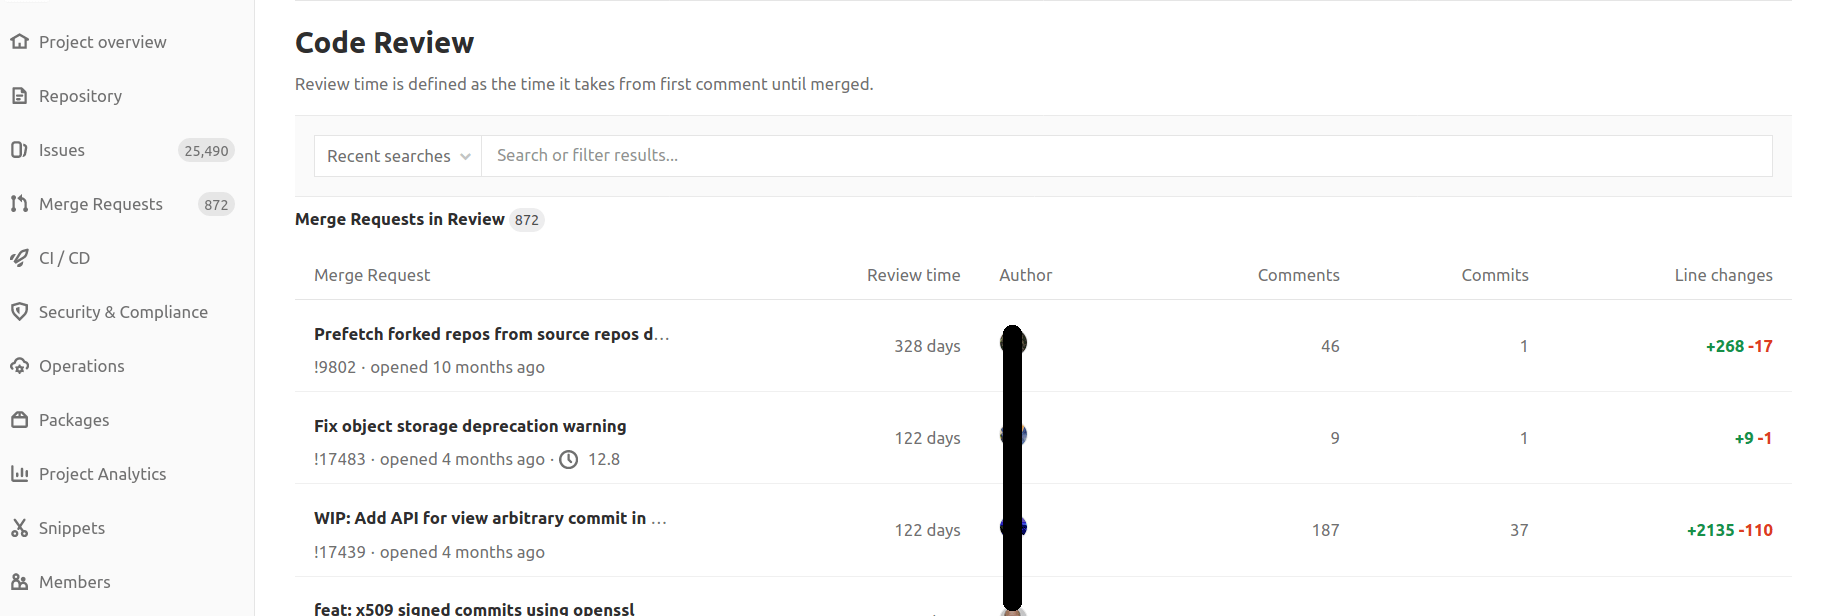 Project overview
Repository
Issues 25,490
Merge Requests 872
CI / CD
Security & Compliance
Operations
Packages
Project Analytics
Snippets
Members
Code Review
Review time is defined as the time it takes from first comment until merged.
Recent searches Search or filter results...
Merge Requests in Review 872
Merge Request Review time Author Comments Commits Line changes
Prefetch forked repos from source repos d...
!9802 · opened 10 months ago
328 days 46 1 +268 -17
Fix object storage deprecation warning
!17483 · opened 4 months ago · 12.8
122 days 9 1 +9 -1
WIP: Add API for view arbitrary commit in ...
!17439 · opened 4 months ago
122 days 187 37 +2135 -110
feat: x509 signed commits using openssl